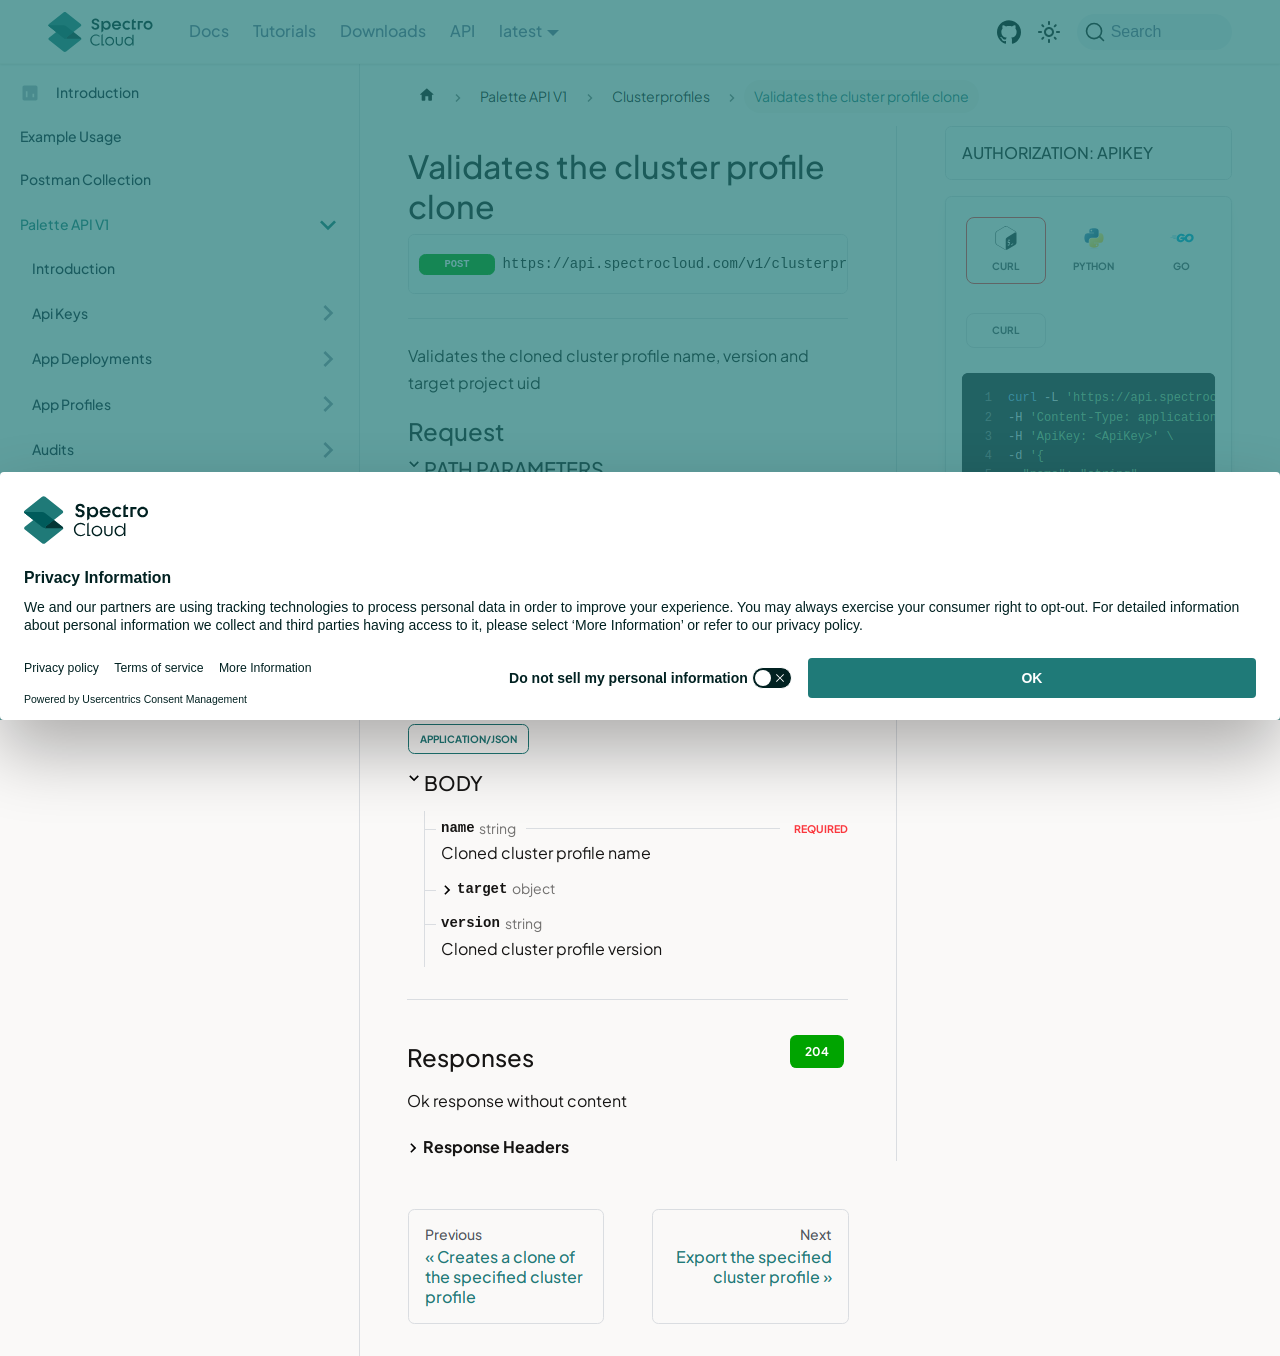 Spectro Cloud
Docs
Tutorials
Downloads
API
latest
Search
Introduction
Example Usage
Postman Collection
Palette API V1
Introduction
Api Keys
App Deployments
App Profiles
Audits
Palette API V1
Clusterprofiles
Validates the cluster profile clone
Validates the cluster profile
clone
POST
https://api.spectrocloud.com/v1/clusterpr
Validates the cloned cluster profile name, version and
target project uid
Request
PATH PARAMETERS
AUTHORIZATION: APIKEY
CURL
PYTHON
GO
CURL
1 curl -L 'https://api.spectroc
2 -H 'Content-Type: application
3 -H 'ApiKey: <ApiKey>' \
4 -d '{
5 "name": "string"
Spectro
Cloud
Privacy Information
We and our partners are using tracking technologies to process personal data in order to improve your experience. You may always exercise your consumer right to opt-out. For detailed information
about personal information we collect and third parties having access to it, please select ‘More Information’ or refer to our privacy policy.
Privacy policy
Terms of service
More Information
Do not sell my personal information
OK
Powered by Usercentrics Consent Management
APPLICATION/JSON
BODY
name string
REQUIRED
Cloned cluster profile name
target object
version string
Cloned cluster profile version
Responses
204
Ok response without content
Response Headers
Previous
« Creates a clone of
the specified cluster
profile
Next
Export the specified
cluster profile »